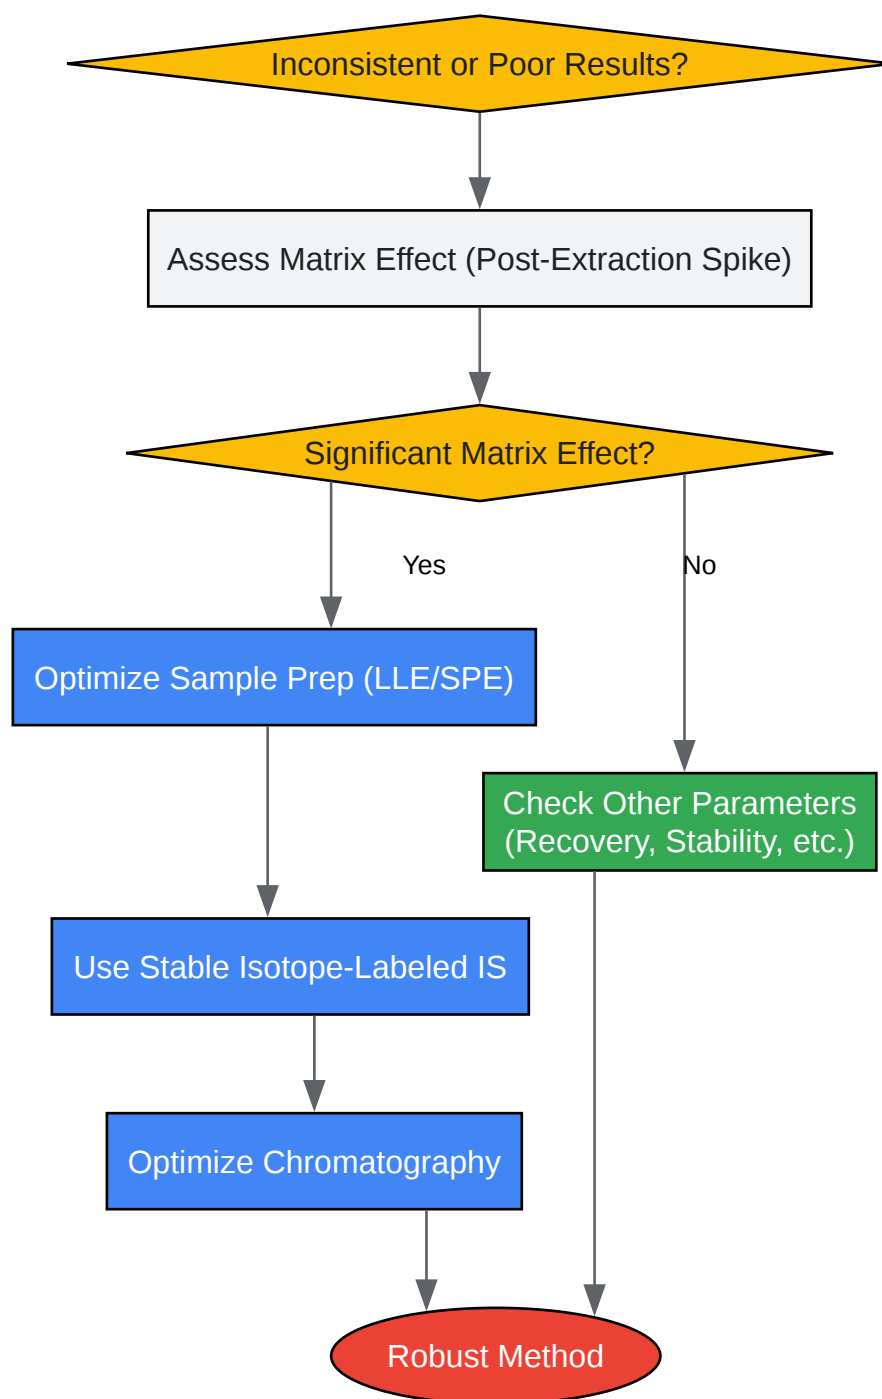 Inconsistent or Poor Results?
Assess Matrix Effect (Post-Extraction Spike)
Significant Matrix Effect?
Yes
No
Optimize Sample Prep (LLE/SPE)
Check Other Parameters
(Recovery, Stability, etc.)
Use Stable Isotope-Labeled IS
Optimize Chromatography
Robust Method